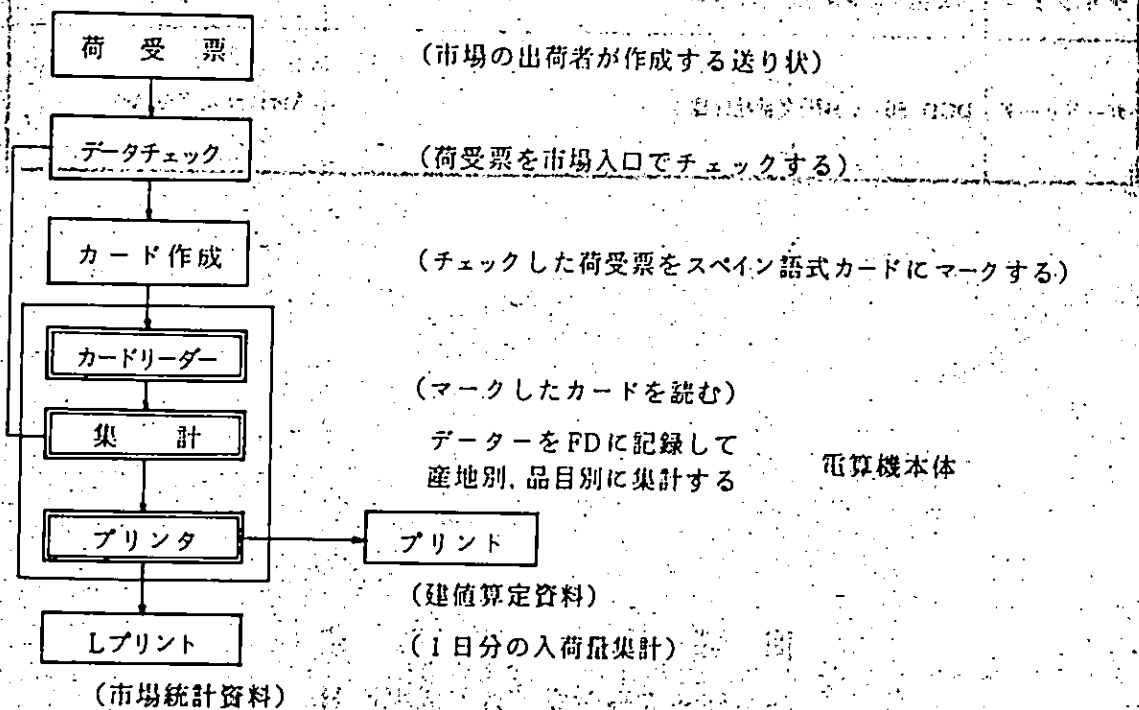 荷受票
(市場の出荷者が作成する送り状)
データチェック
(荷受票を市場入口でチェックする)
カード作成
(チェックした荷受票をスペイン語式カードにマークする)
カードリーダー
(マークしたカードを読む)
集計
データーをFDに記録して
産地別,品目別に集計する
電算機本体
プリンタ
プリント
(建値算定資料)
Lプリント
(1日分の入荷量集計)
(市場統計資料)